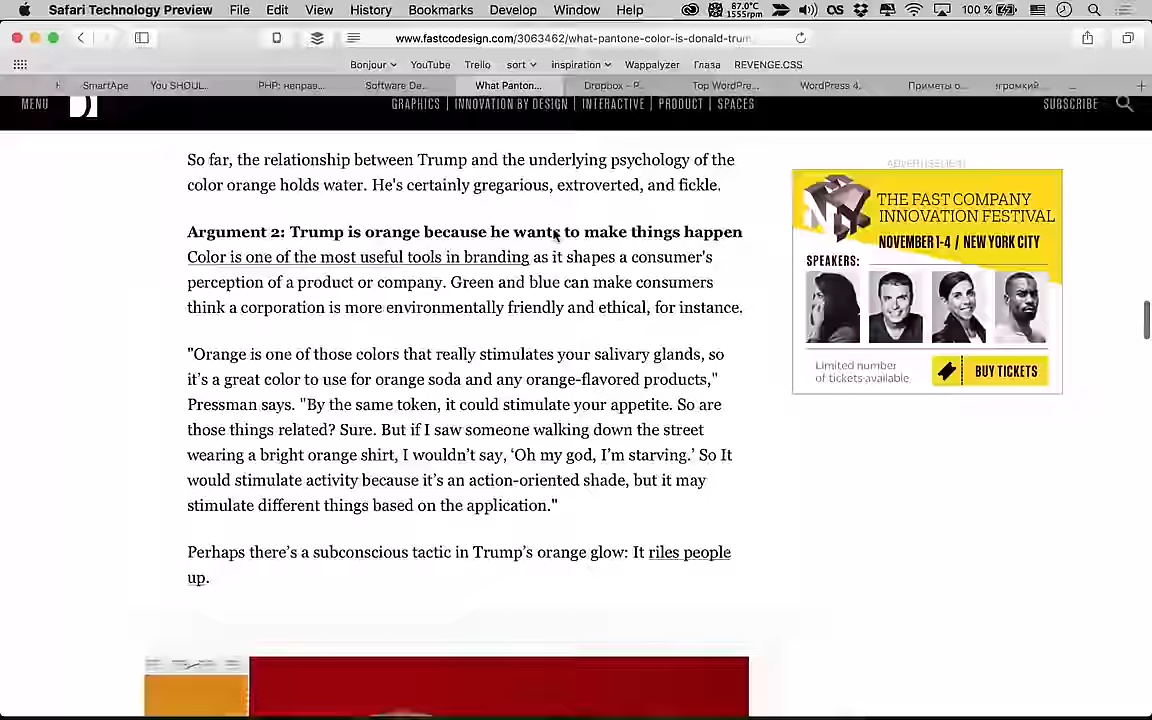 Safari Technology Preview File Edit View History Bookmarks Develop Window Help 87.0°C 1555rpm 100 %
www.fastcodesign.com/3063462/what-pantone-color-is-donald-trum
Bonjour YouTube Trello sort inspiration Wappalyzer Глаза REVENGE.CSS
SmartApe You SHOUL... PHP: неправ... Software De... What Panton... Dropbox – P... Top WordPre... WordPress 4. Приметы о...
MENU GRAPHICS | INNOVATION BY DESIGN | INTERACTIVE | PRODUCT | SPACES SUBSCRIBE
So far, the relationship between Trump and the underlying psychology of the
color orange holds water. He's certainly gregarious, extroverted, and fickle.
Argument 2: Trump is orange because he wants to make things happen
Color is one of the most useful tools in branding as it shapes a consumer's
perception of a product or company. Green and blue can make consumers
think a corporation is more environmentally friendly and ethical, for instance.
"Orange is one of those colors that really stimulates your salivary glands, so
it's a great color to use for orange soda and any orange-flavored products,"
Pressman says. "By the same token, it could stimulate your appetite. So are
those things related? Sure. But if I saw someone walking down the street
wearing a bright orange shirt, I wouldn't say, 'Oh my god, I'm starving.' So It
would stimulate activity because it's an action-oriented shade, but it may
stimulate different things based on the application."
Perhaps there's a subconscious tactic in Trump's orange glow: It riles people
up.
ADVERTISEMENT
THE FAST COMPANY
INNOVATION FESTIVAL
NOVEMBER 1-4 / NEW YORK CITY
SPEAKERS:
Limited number
of tickets available
BUY TICKETS